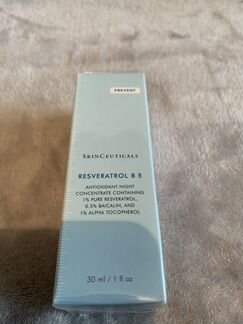 PREVENT
SKINCEUTICALS
RESVERATROL B E
ANTIOXIDANT NIGHT
CONCENTRATE CONTAINING
1% PURE RESVERATROL,
0.5% BAICALIN, AND
1% ALPHA TOCOPHEROL
30 ml / 1 fl oz